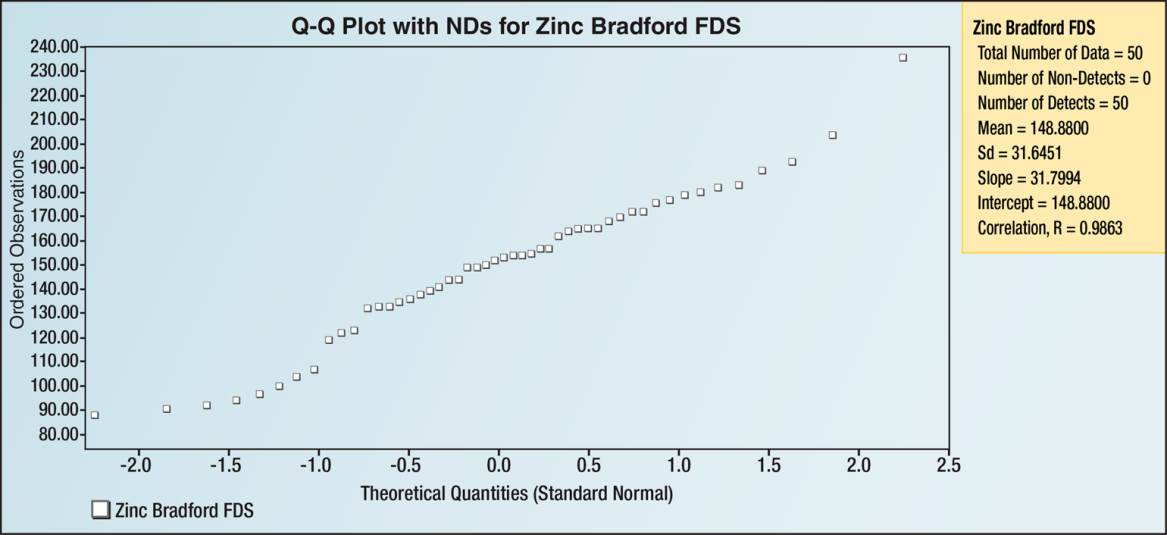 Q-Q Plot with NDs for Zinc Bradford FDS
Ordered Observations
240.00
230.00
220.00
210.00
200.00
190.00
180.00
170.00
160.00
150.00
140.00
130.00
120.00
110.00
100.00
90.00
80.00
-2.0 -1.5 -1.0 -0.5 0.0 0.5 1.0 1.5 2.0 2.5
Theoretical Quantities (Standard Normal)
Zinc Bradford FDS
Zinc Bradford FDS
Total Number of Data = 50
Number of Non-Detects = 0
Number of Detects = 50
Mean = 148.8800
Sd = 31.6451
Slope = 31.7994
Intercept = 148.8800
Correlation, R = 0.9863